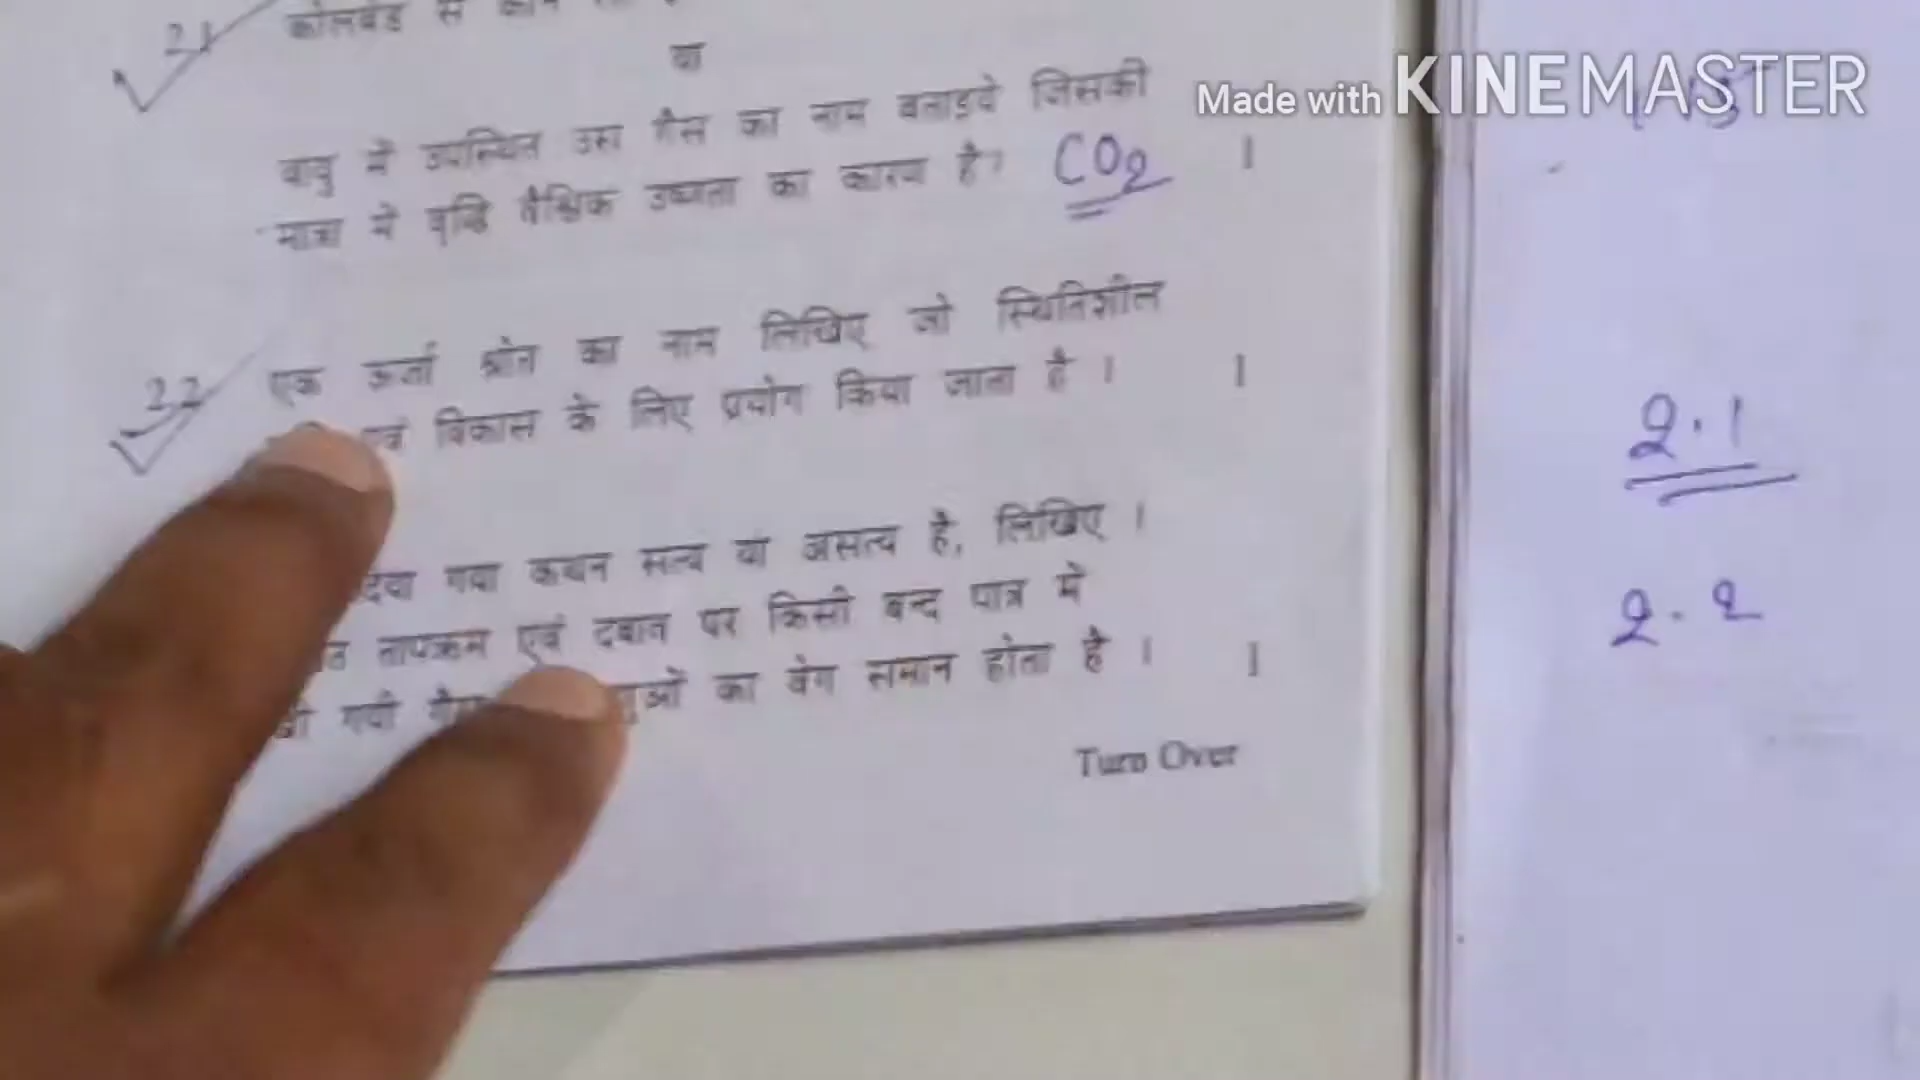 21 कोलबेड से
या
वायु में उपस्थित उस गैस का नाम बताइये जिसकी
मात्रा में वृद्धि वैश्विक उष्णता का कारण है। CO2 1
22 एक ऊर्जा श्रोत का नाम लिखिए जो स्थितिशील
एवं विकास के लिए प्रयोग किया जाता है । 1
दिया गया कथन सत्य या असत्य है, लिखिए ।
तापक्रम एवं दबाव पर किसी बन्द पात्र में
गयी का वेग समान होता है । 1
Turn Over
Made with KINEMASTER
2.1
2.2